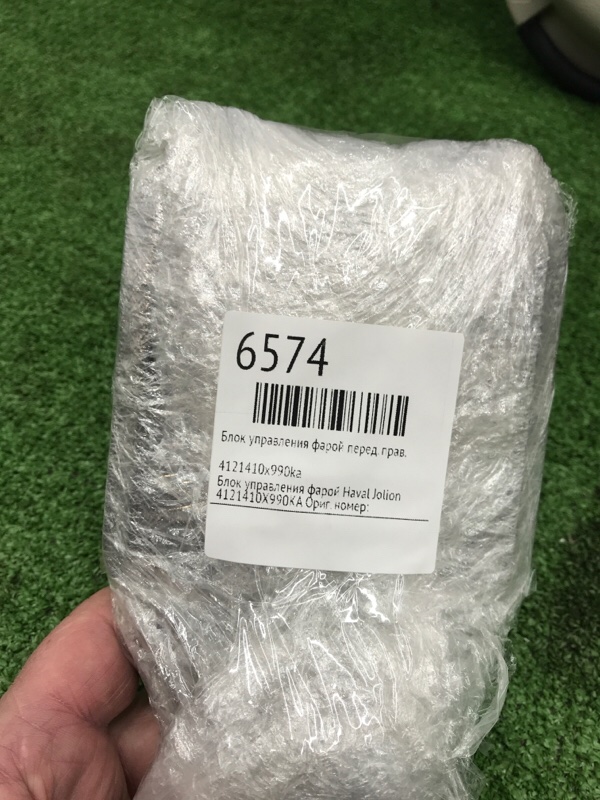 6574
Блок управления фарой перед. прав.
4121410x990ka
Блок управления фарой Haval Jolion
4121410X990KA Ориг. номер: